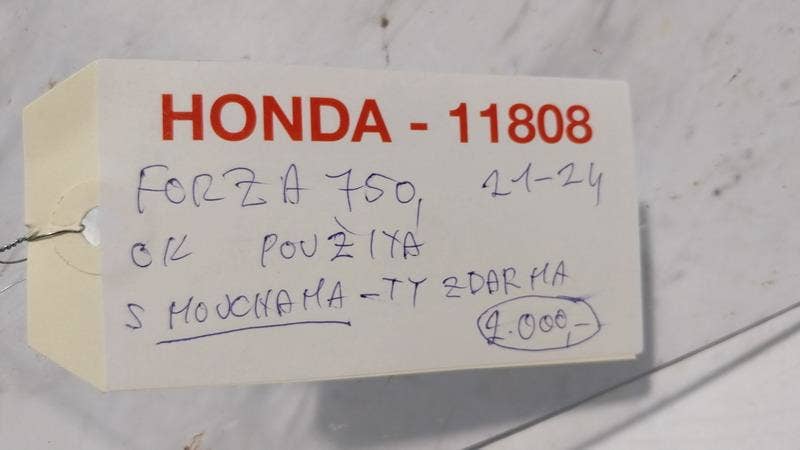 HONDA - 11808
FORZA 750, 21-24
OK POUŽITÁ
S MOUCHAMA - TY ZDARMA
2.000,-